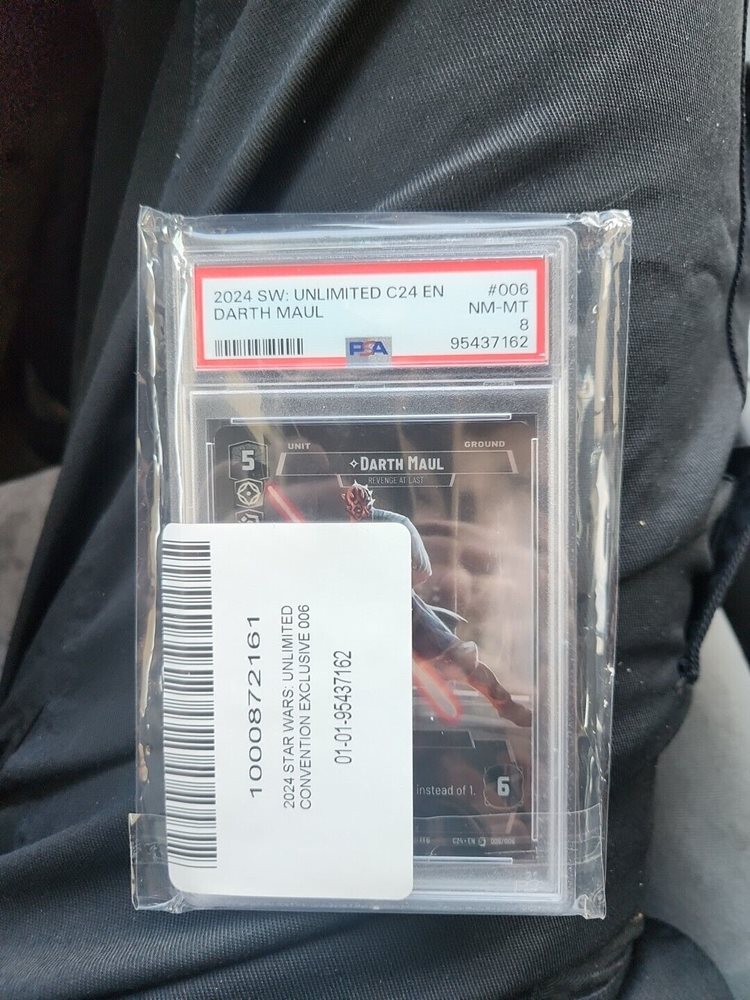 2024 SW: UNLIMITED C24 EN #006
DARTH MAUL NM-MT
8
PSA 95437162
5 UNIT GROUND
DARTH MAUL
REVENGE AT LAST
1000872161
2024 STAR WARS: UNLIMITED
CONVENTION EXCLUSIVE 006
01-01-95437162
instead of 1.
6